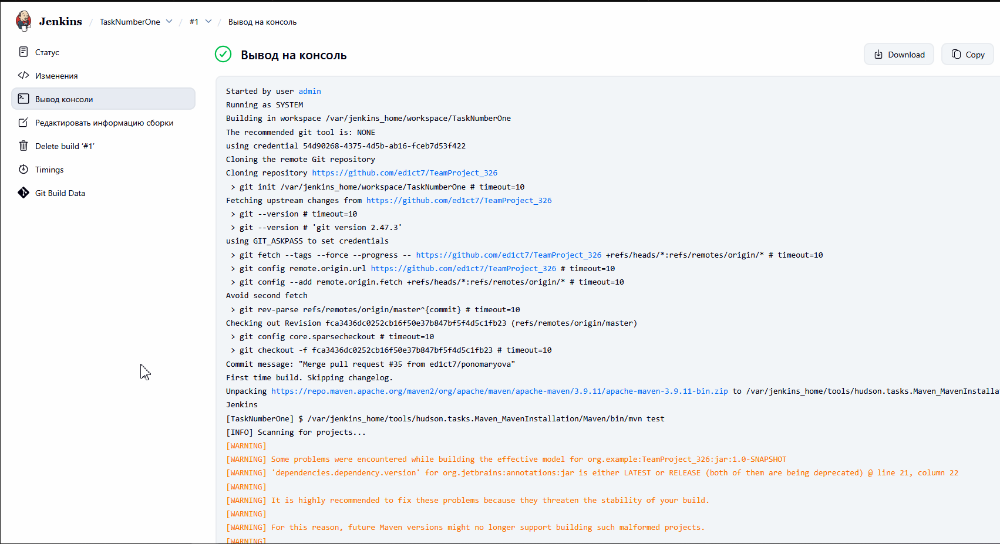 Jenkins / TaskNumberOne / #1 / Вывод на консоль
Статус
Изменения
Вывод консоли
Редактировать информацию сборки
Delete build ‘#1’
Timings
Git Build Data
Вывод на консоль
Download
Copy
Started by user admin
Running as SYSTEM
Building in workspace /var/jenkins_home/workspace/TaskNumberOne
The recommended git tool is: NONE
using credential 54d90268-4375-4d5b-ab16-fceb7d53f422
Cloning the remote Git repository
Cloning repository https://github.com/ed1ct7/TeamProject_326
 > git init /var/jenkins_home/workspace/TaskNumberOne # timeout=10
Fetching upstream changes from https://github.com/ed1ct7/TeamProject_326
 > git --version # timeout=10
 > git --version # 'git version 2.47.3'
using GIT_ASKPASS to set credentials
 > git fetch --tags --force --progress -- https://github.com/ed1ct7/TeamProject_326 +refs/heads/*:refs/remotes/origin/* # timeout=10
 > git config remote.origin.url https://github.com/ed1ct7/TeamProject_326 # timeout=10
 > git config --add remote.origin.fetch +refs/heads/*:refs/remotes/origin/* # timeout=10
Avoid second fetch
 > git rev-parse refs/remotes/origin/master^{commit} # timeout=10
Checking out Revision fca3436dc0252cb16f50e37b847bf5f4d5c1fb23 (refs/remotes/origin/master)
 > git config core.sparsecheckout # timeout=10
 > git checkout -f fca3436dc0252cb16f50e37b847bf5f4d5c1fb23 # timeout=10
Commit message: "Merge pull request #35 from ed1ct7/ponomaryova"
First time build. Skipping changelog.
Unpacking https://repo.maven.apache.org/maven2/org/apache/maven/apache-maven/3.9.11/apache-maven-3.9.11-bin.zip to /var/jenkins_home/tools/hudson.tasks.Maven_MavenInstalla
Jenkins
[TaskNumberOne] $ /var/jenkins_home/tools/hudson.tasks.Maven_MavenInstallation/Maven/bin/mvn test
[INFO] Scanning for projects...
[WARNING]
[WARNING] Some problems were encountered while building the effective model for org.example:TeamProject_326:jar:1.0-SNAPSHOT
[WARNING] 'dependencies.dependency.version' for org.jetbrains:annotations:jar is either LATEST or RELEASE (both of them are being deprecated) @ line 21, column 22
[WARNING]
[WARNING] It is highly recommended to fix these problems because they threaten the stability of your build.
[WARNING]
[WARNING] For this reason, future Maven versions might no longer support building such malformed projects.
[WARNING]